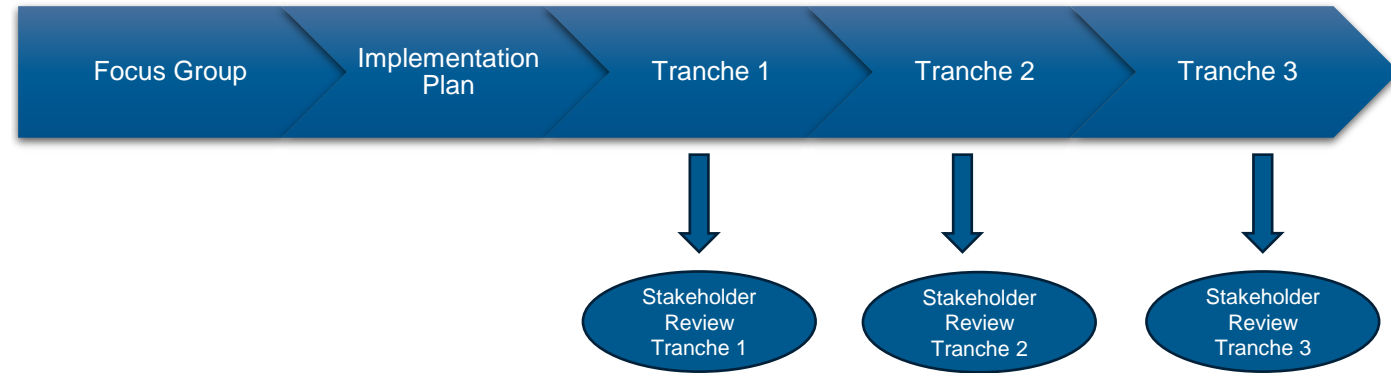 Focus Group
Implementation
Plan
Tranche 1
Tranche 2
Tranche 3
Stakeholder
Review
Tranche 1
Stakeholder
Review
Tranche 2
Stakeholder
Review
Tranche 3